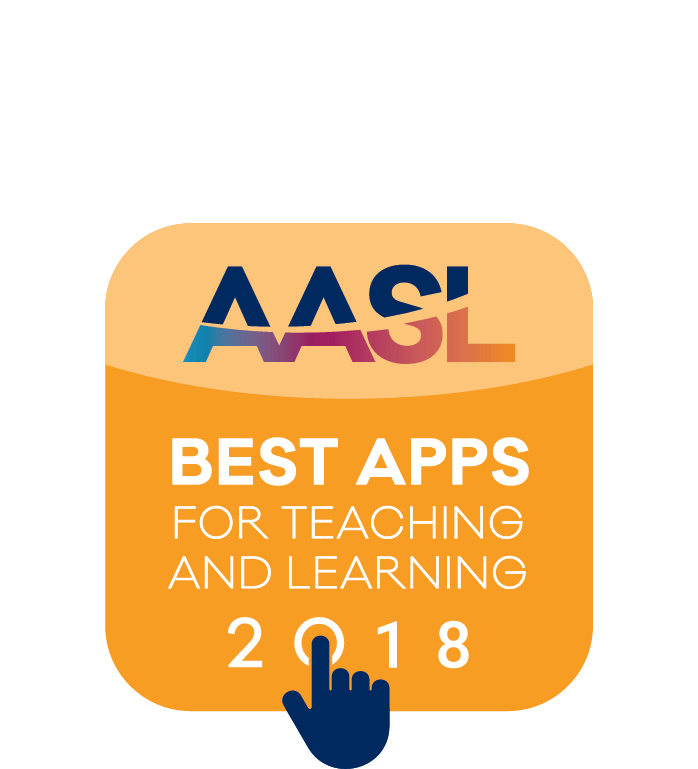 AASL
BEST APPS
FOR TEACHING
AND LEARNING
2018